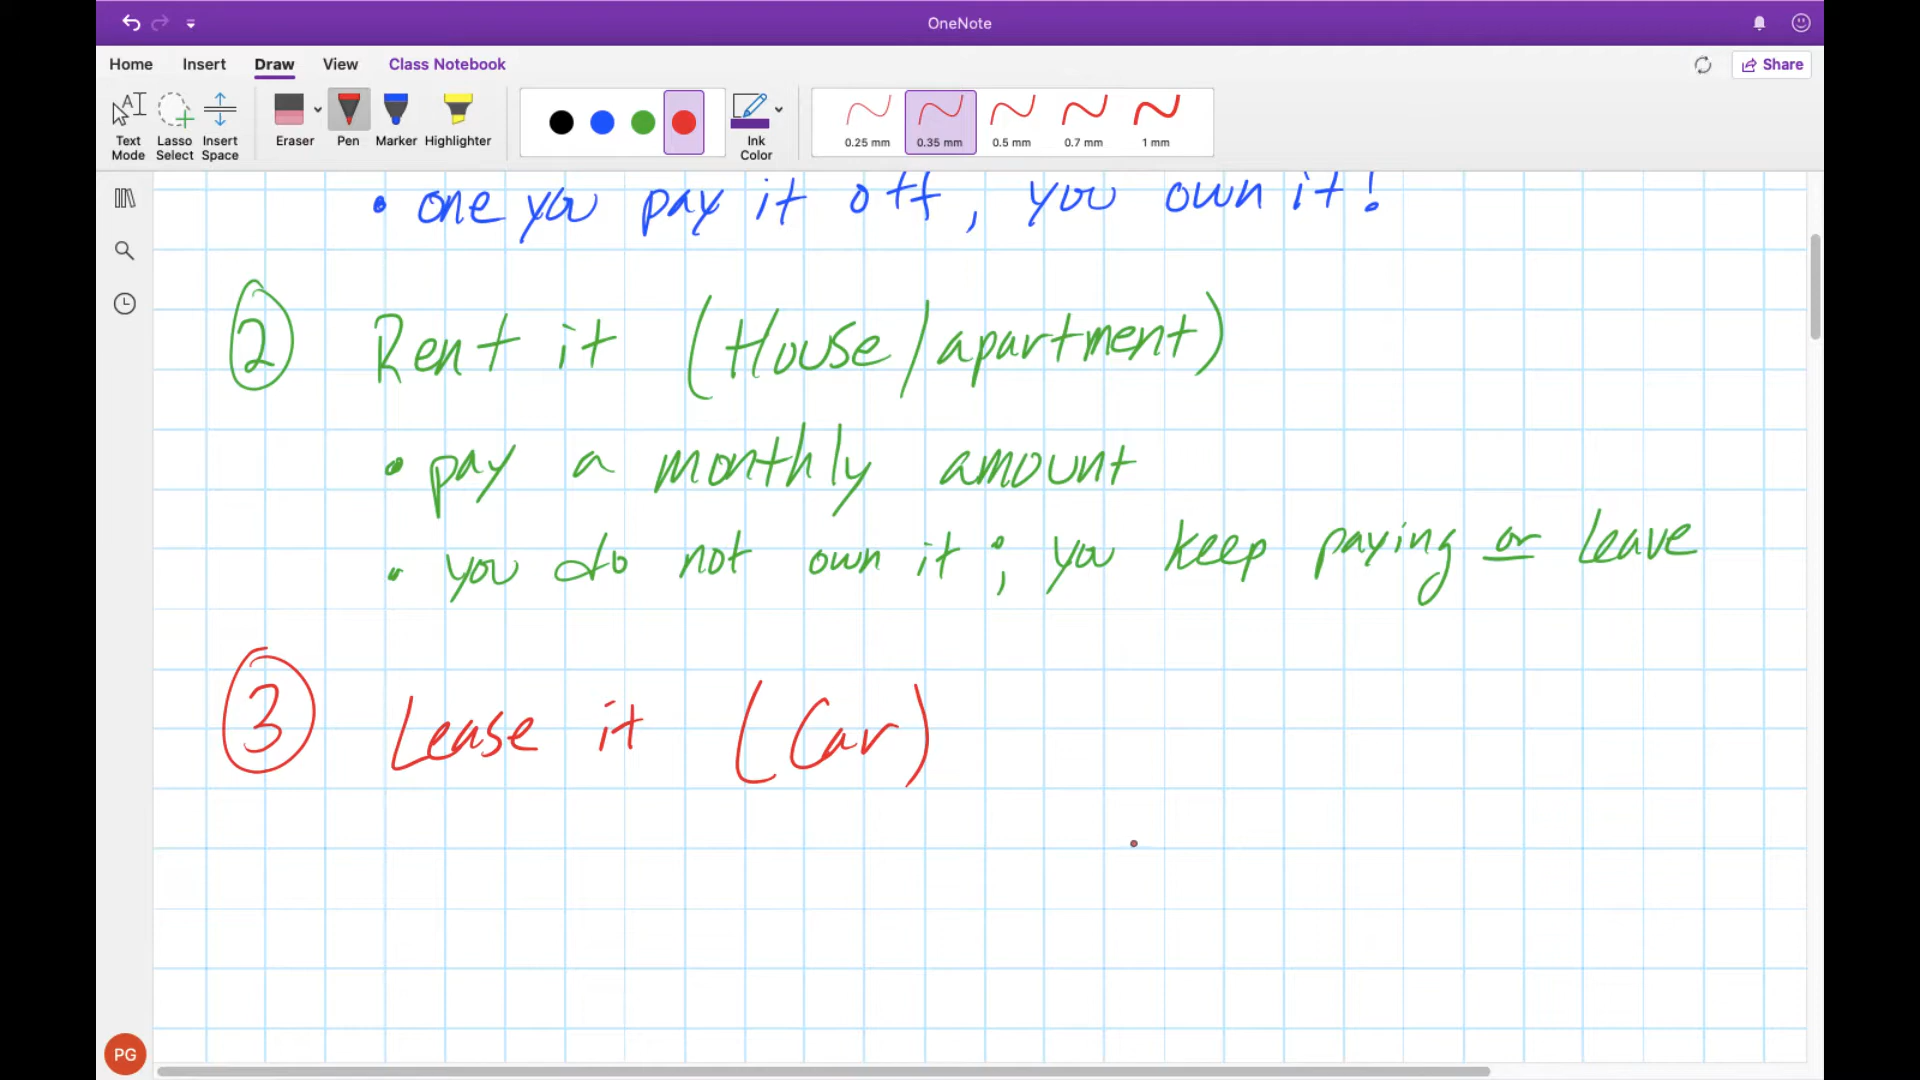 OneNote
Home Insert Draw View Class Notebook Share
Text Mode
Lasso Select
Insert Space
Eraser
Pen
Marker
Highlighter
Ink Color
0.25 mm
0.35 mm
0.5 mm
0.7 mm
1 mm
• one you pay it off, you own it!
2 Rent it (House/apartment)
• pay a monthly amount
• you do not own it; you keep paying or leave
3 Lease it (Car)
PG